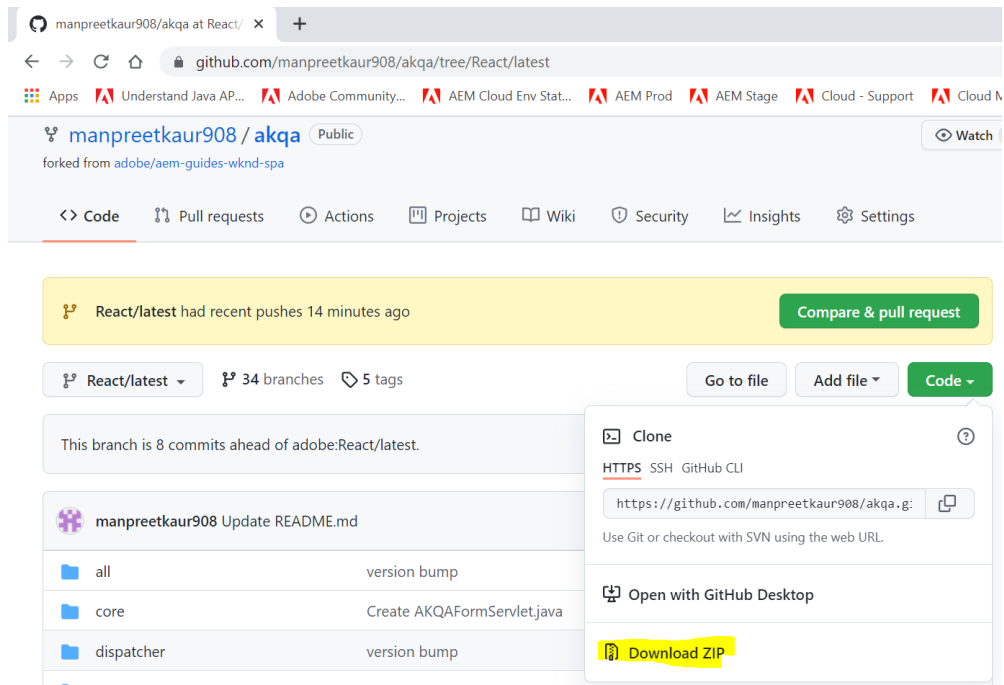 manpreetkaur908/akqa at React/
github.com/manpreetkaur908/akqa/tree/React/latest
Apps Understand Java AP... Adobe Community... AEM Cloud Env Stat... AEM Prod AEM Stage Cloud - Support Cloud M
manpreetkaur908 / akqa Public
Watch
forked from adobe/aem-guides-wknd-spa
<> Code Pull requests Actions Projects Wiki Security Insights Settings
React/latest had recent pushes 14 minutes ago
Compare & pull request
React/latest 34 branches 5 tags
Go to file Add file Code
This branch is 8 commits ahead of adobe:React/latest.
Clone
HTTPS SSH GitHub CLI
https://github.com/manpreetkaur908/akqa.gi
Use Git or checkout with SVN using the web URL.
Open with GitHub Desktop
Download ZIP
manpreetkaur908 Update README.md
all version bump
core Create AKQAFormServlet.java
dispatcher version bump